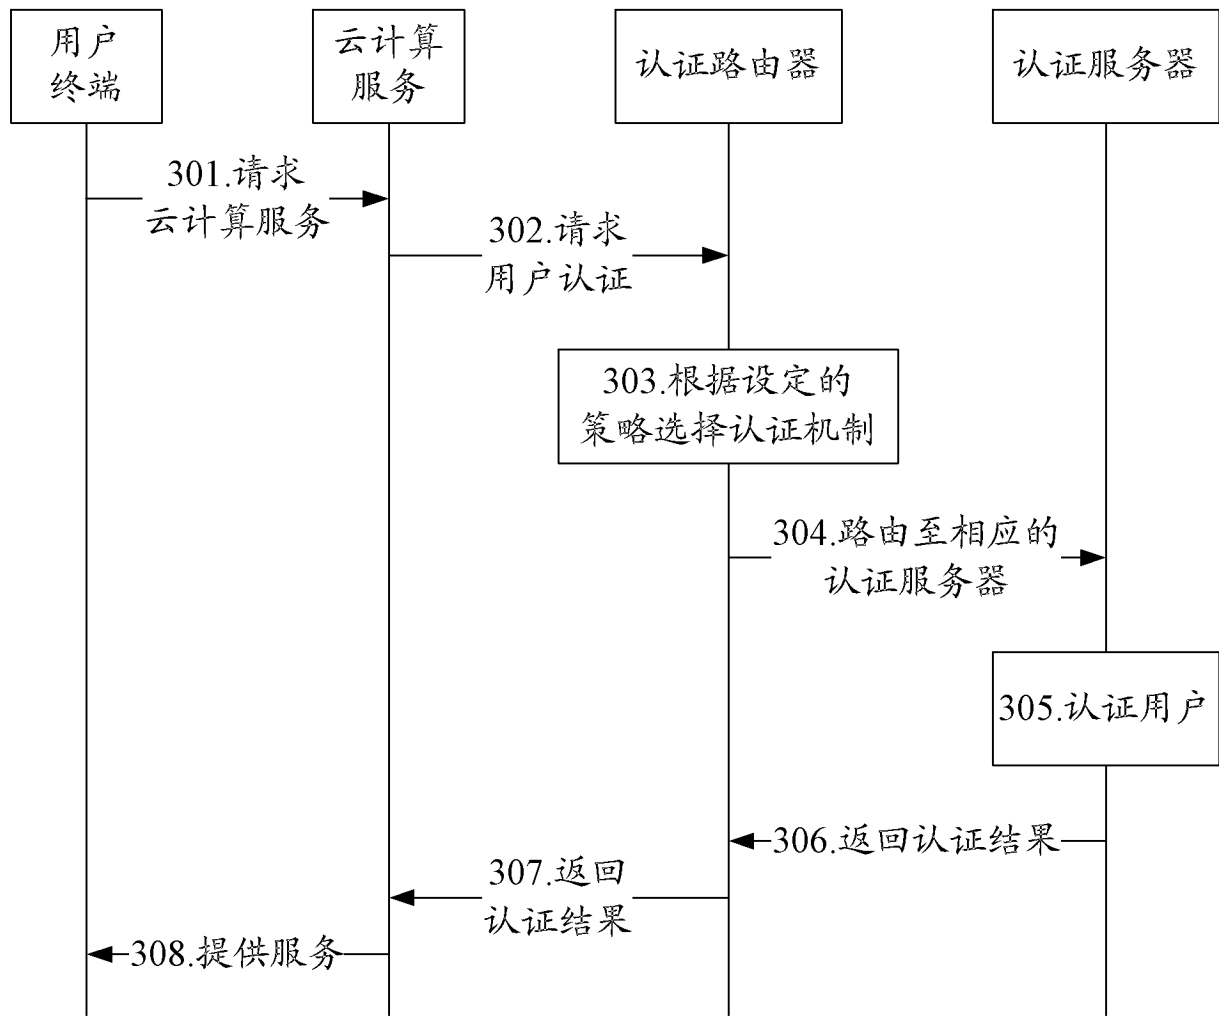 用户
终端
云计算
服务
认证路由器
认证服务器
301.请求
云计算服务
302.请求
用户认证
303.根据设定的
策略选择认证机制
304.路由至相应的
认证服务器
305.认证用户
306.返回认证结果
307.返回
认证结果
308.提供服务